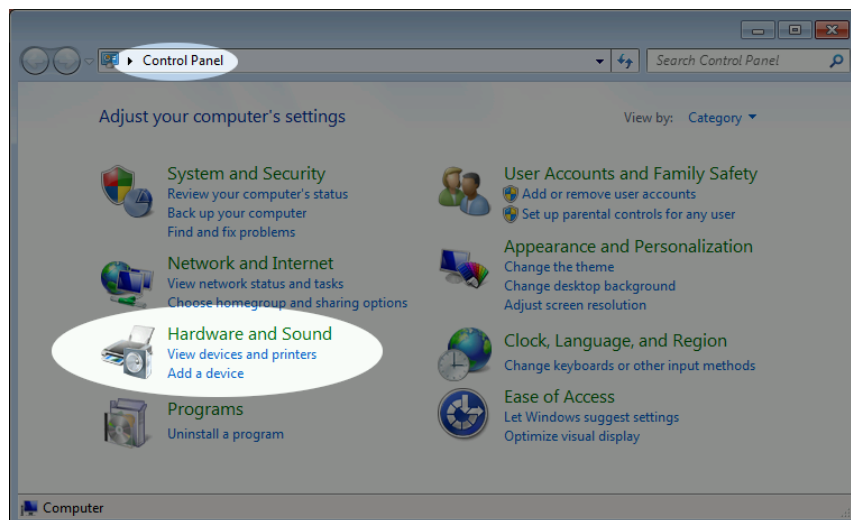 Control Panel
Search Control Panel
Adjust your computer's settings
View by: Category
System and Security
Review your computer's status
Back up your computer
Find and fix problems
Network and Internet
View network status and tasks
Choose homegroup and sharing options
Hardware and Sound
View devices and printers
Add a device
Programs
Uninstall a program
User Accounts and Family Safety
Add or remove user accounts
Set up parental controls for any user
Appearance and Personalization
Change the theme
Change desktop background
Adjust screen resolution
Clock, Language, and Region
Change keyboards or other input methods
Ease of Access
Let Windows suggest settings
Optimize visual display
Computer